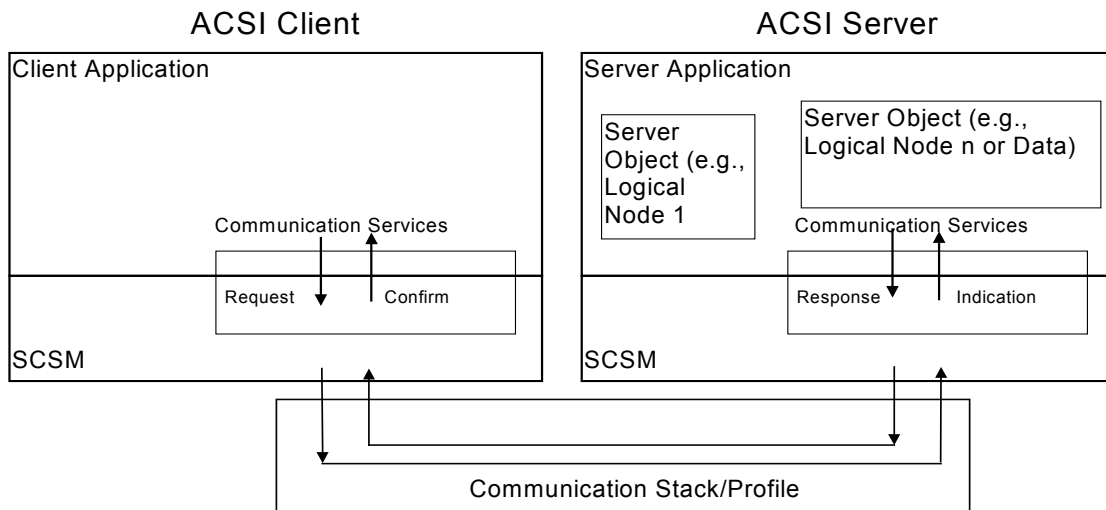 ACSI Client
ACSI Server
Client Application
Server Application
Server
Object (e.g.,
Logical
Node 1
Server Object (e.g.,
Logical Node n or Data)
Communication Services
Communication Services
Request
Confirm
Response
Indication
SCSM
SCSM
Communication Stack/Profile